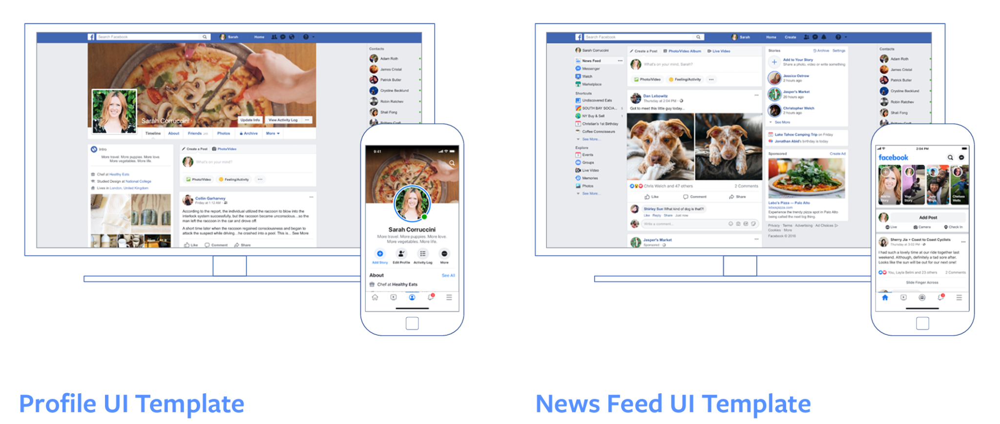 Search Facebook
Sarah
Home
Sarah Corruccini
Update Info
View Activity Log
Timeline
About
Friends
Photos
Archive
More
Intro
More travel. More puppies. More love.
More vegetables. More life.
Chef at Healthy Eats
Studied Design at National College
Lives in London, United Kingdom
Create a Post
Photo/Video
What's on your mind?
Photo/Video
Feeling/Activity
Collin Garharvey
Friday at 1:12 AM
According to the report, the individual utilized the raccoon to blow into the
interlock system successfully, but the raccoon became unconscious...so the
man left the raccoon in the car and drove off.
A short time later when the raccoon regained consciousness and began to
attack the suspect while driving...he crashed into a pool. This is... See More
Like
Comment
Share
Contacts
Adam Roth
James Cristal
Patrick Butler
Crystine Becklund
Robin Ratchev
Shali Fong
9:41
Sarah Corruccini
More travel. More puppies. More love.
More vegetables. More life.
Add Story
Edit Profile
Activity Log
More
About
See All
Chef at Healthy Eats
Profile UI Template
Search Facebook
Sarah
Home
Create
Sarah Corruccini
News Feed
Messenger
Watch
Marketplace
Shortcuts
Undiscovered Eats
SOUTH BAY SOCIA...
NY Buy & Sell
Christian's 1st Birthday
Coffee Connoisseurs
See More...
Explore
Events
Groups
Live Video
Memories
Photos
See More...
Create a Post
Photo/Video Album
Live Video
What's on your mind, Sarah?
Photo/Video
Feeling/Activity
Dan Lebowitz
Thursday at 2:04 PM
Got to meet this little guy today...
Chris Welch and 47 others
2 Comments
Like
Comment
Share
Shirley Sun What kind of dog is that?!
Like · Reply · Share · Just now
Write a comment...
Jasper's Market
Sponsored
Stories
Archive
Settings
Add to Your Story
Share a photo, video or write something
Jessica Ostrow
2 hours ago
Jasper's Market
20 hours ago
Christopher Welch
2 hours ago
See More
Lake Tahoe Camping Trip on Friday
Jonathan Abid's birthday is today
Sponsored
Create Ad
Lebo's Pizza — Palo Alto
lebospizza.com
Experience the trendy pizza spot in Palo Alto
being called the next big thing.
Privacy · Terms · Advertising · Ad Choices
Cookies · More
Facebook © 2016
Contacts
Adam Roth
James Cristal
Patrick Butler
Crystine Becklund
Robin Ratchev
Shali Fong
2:04 PM
facebook
Add to
Story
Your
Story
Joey
Chelsea
Wells
Add Post
Live
Camera
Check In
Sherry Jia > Coast to Coast Cyclists
Thursday at 3:02 PM
I had such a lovely time at our ride together last
weekend. Although, definitely a tad sore after.
Looks like the sun will be out for our next one!
You, Layla Belini and 23 others
2 Comments
Slide Finger Across
News Feed UI Template